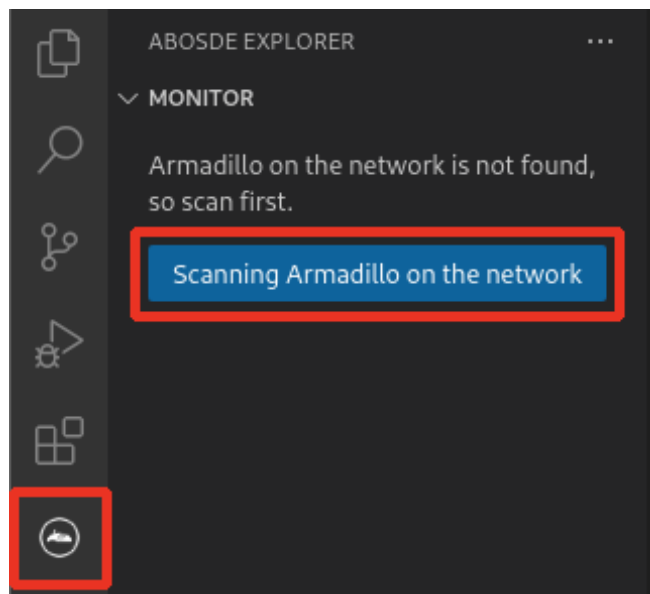 ABOSDE EXPLORER
MONITOR
Armadillo on the network is not found,
so scan first.
Scanning Armadillo on the network